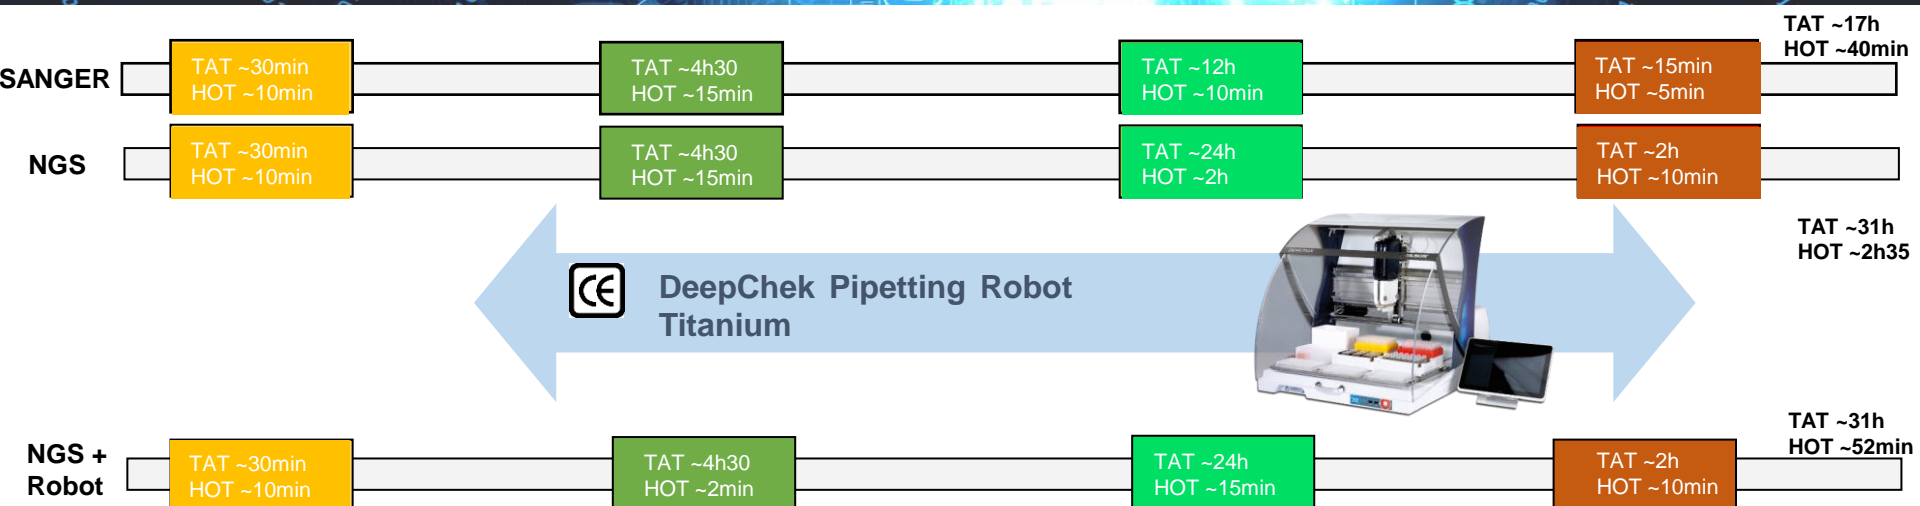 TAT ~17h
HOT ~40min
SANGER
TAT ~30min
HOT ~10min
TAT ~4h30
HOT ~15min
TAT ~12h
HOT ~10min
TAT ~15min
HOT ~5min
NGS
TAT ~30min
HOT ~10min
TAT ~4h30
HOT ~15min
TAT ~24h
HOT ~2h
TAT ~2h
HOT ~10min
TAT ~31h
HOT ~2h35
CE
DeepChek Pipetting Robot
Titanium
TAT ~31h
HOT ~52min
NGS +
Robot
TAT ~30min
HOT ~10min
TAT ~4h30
HOT ~2min
TAT ~24h
HOT ~15min
TAT ~2h
HOT ~10min